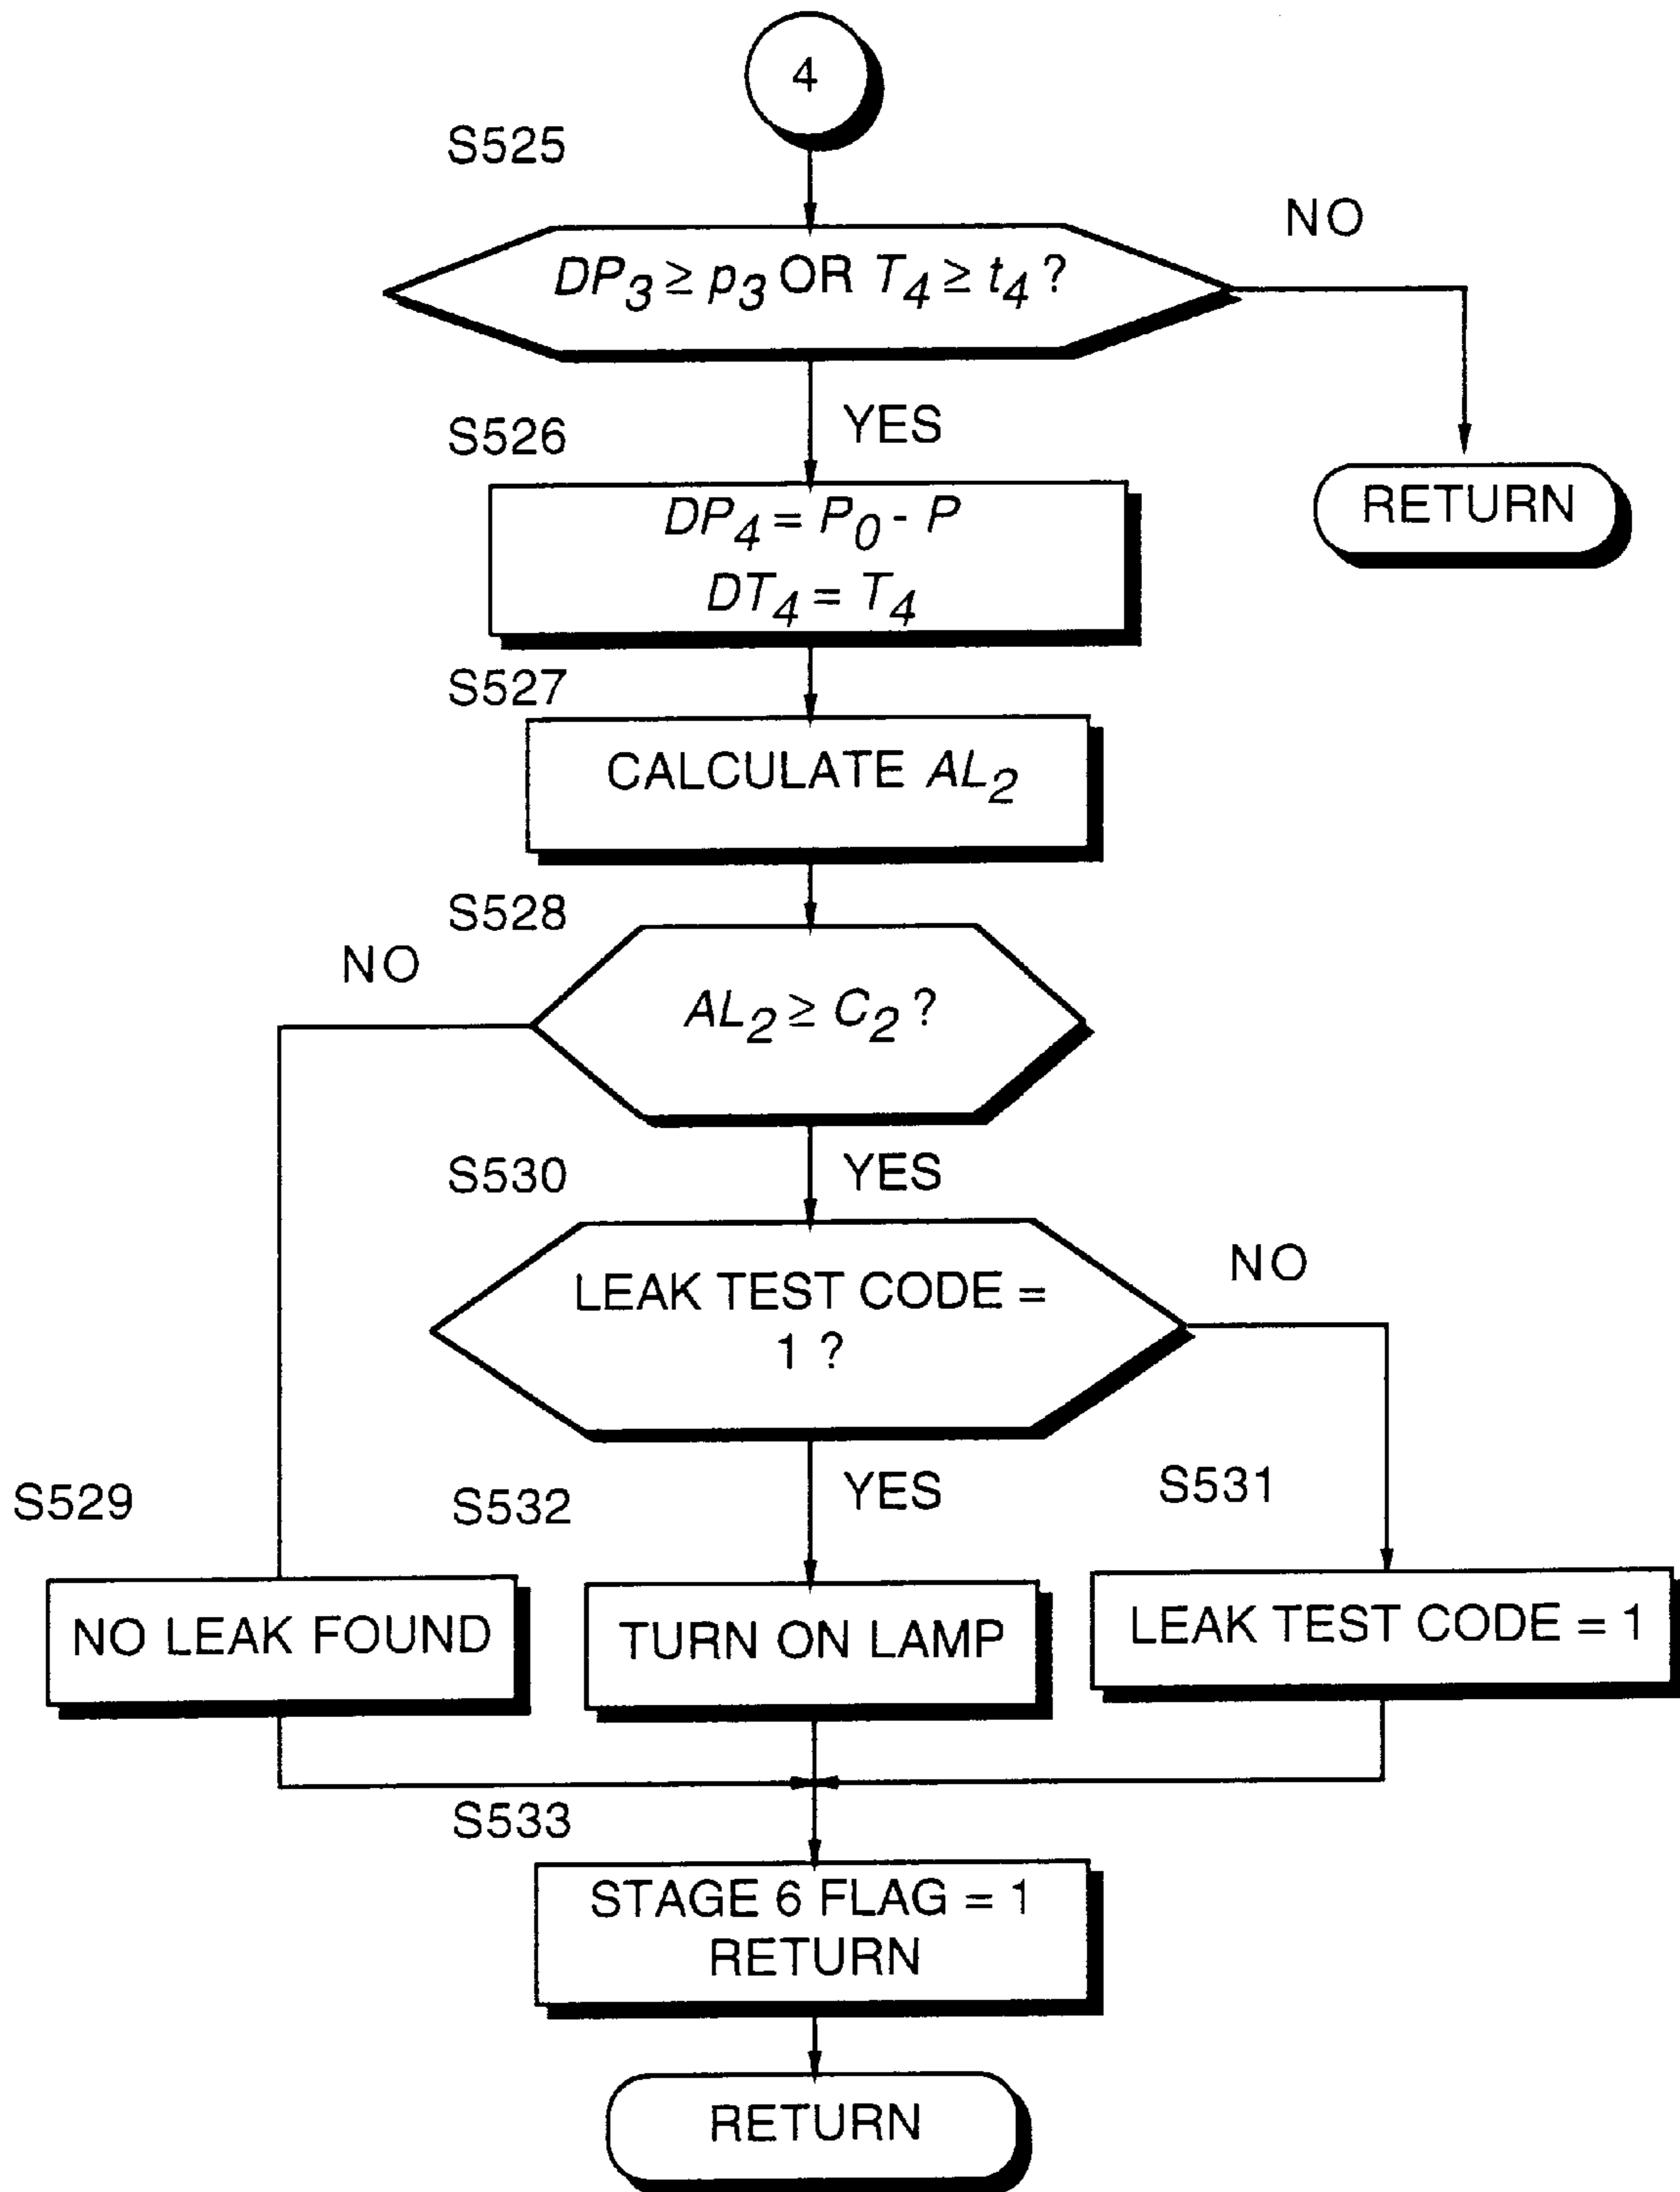 4
S525
DP3 ≥ p3 OR T4 ≥ t4 ?
NO
YES
RETURN
S526
DP4 = P0 - P
DT4 = T4
S527
CALCULATE AL2
S528
NO
AL2 ≥ C2 ?
YES
S530
LEAK TEST CODE =
1 ?
NO
YES
S529
S532
S531
NO LEAK FOUND
TURN ON LAMP
LEAK TEST CODE = 1
S533
STAGE 6 FLAG = 1
RETURN
RETURN